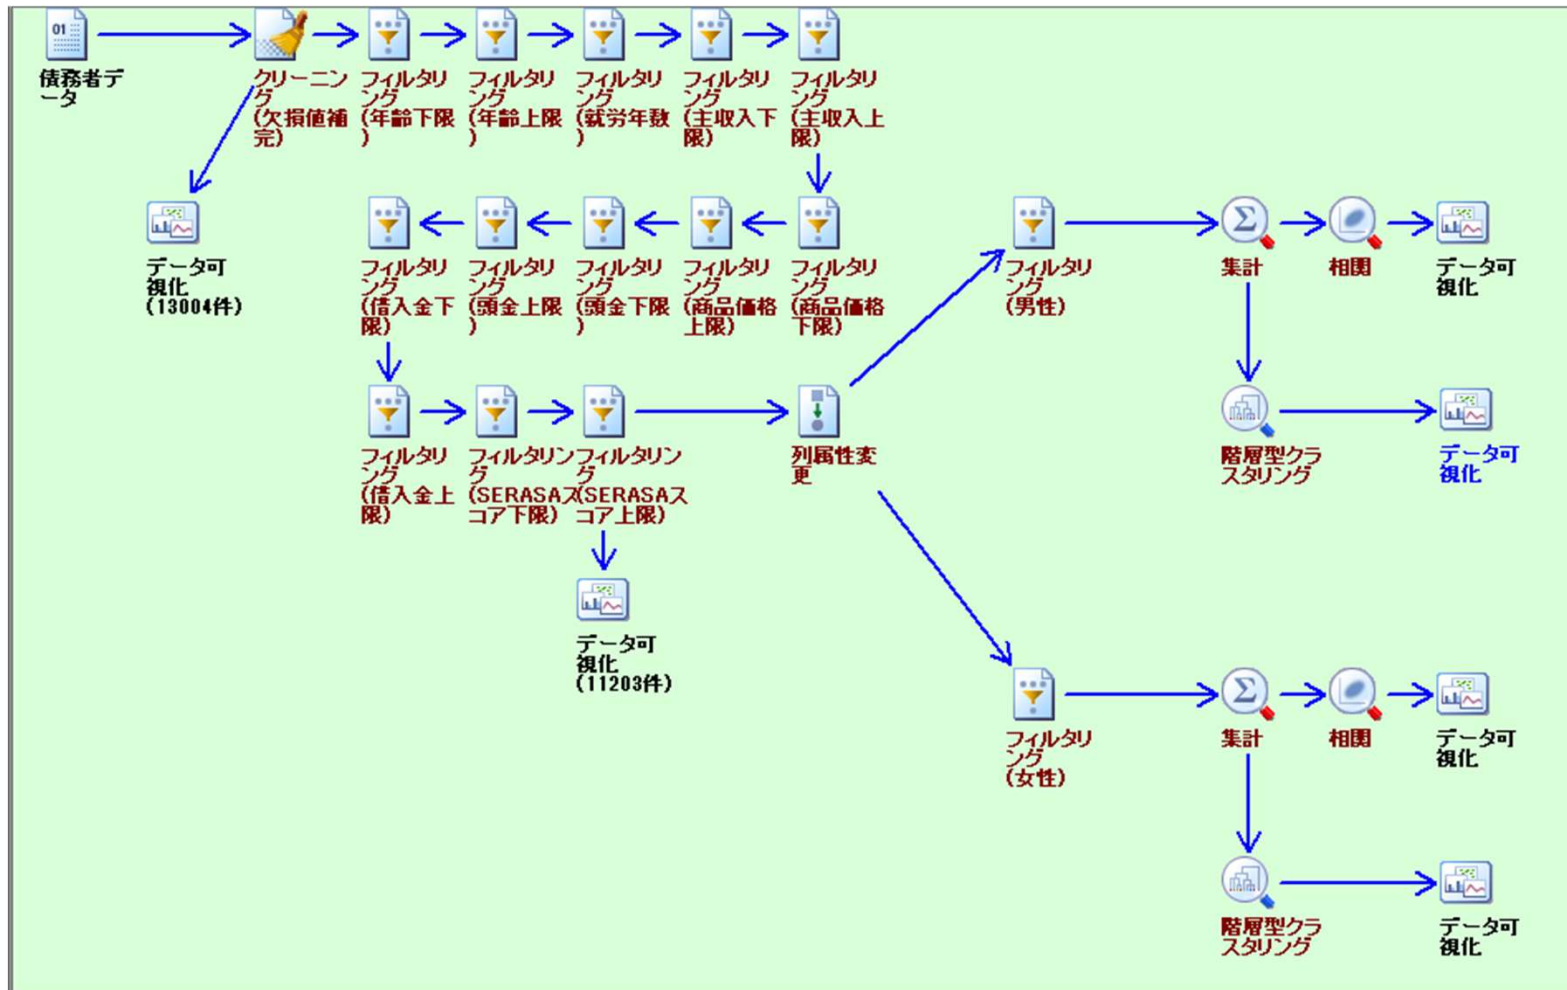 01
債務者デ
ータ
クリーニン
グ
(欠損値補
完)
フィルタリ
ング
(年齢下限
)
フィルタリ
ング
(年齢上限
)
フィルタリ
ング
(就労年数
)
フィルタリ
ング
(主収入下
限)
フィルタリ
ング
(主収入上
限)
データ可
視化
(13004件)
フィルタリ
ング
(借入金下
限)
フィルタリ
ング
(頭金上限
)
フィルタリ
ング
(頭金下限
)
フィルタリ
ング
(商品価格
上限)
フィルタリ
ング
(商品価格
下限)
フィルタリ
ング
(男性)
Σ
集計
相関
データ可
視化
フィルタリ
ング
(借入金上
限)
フィルタリン
グ
(SERASAス
コア下限)
フィルタリン
グ
(SERASAス
コア上限)
列属性変
更
階層型クラ
スタリング
データ可
視化
データ可
視化
(11203件)
フィルタリ
ング
(女性)
Σ
集計
相関
データ可
視化
階層型クラ
スタリング
データ可
視化